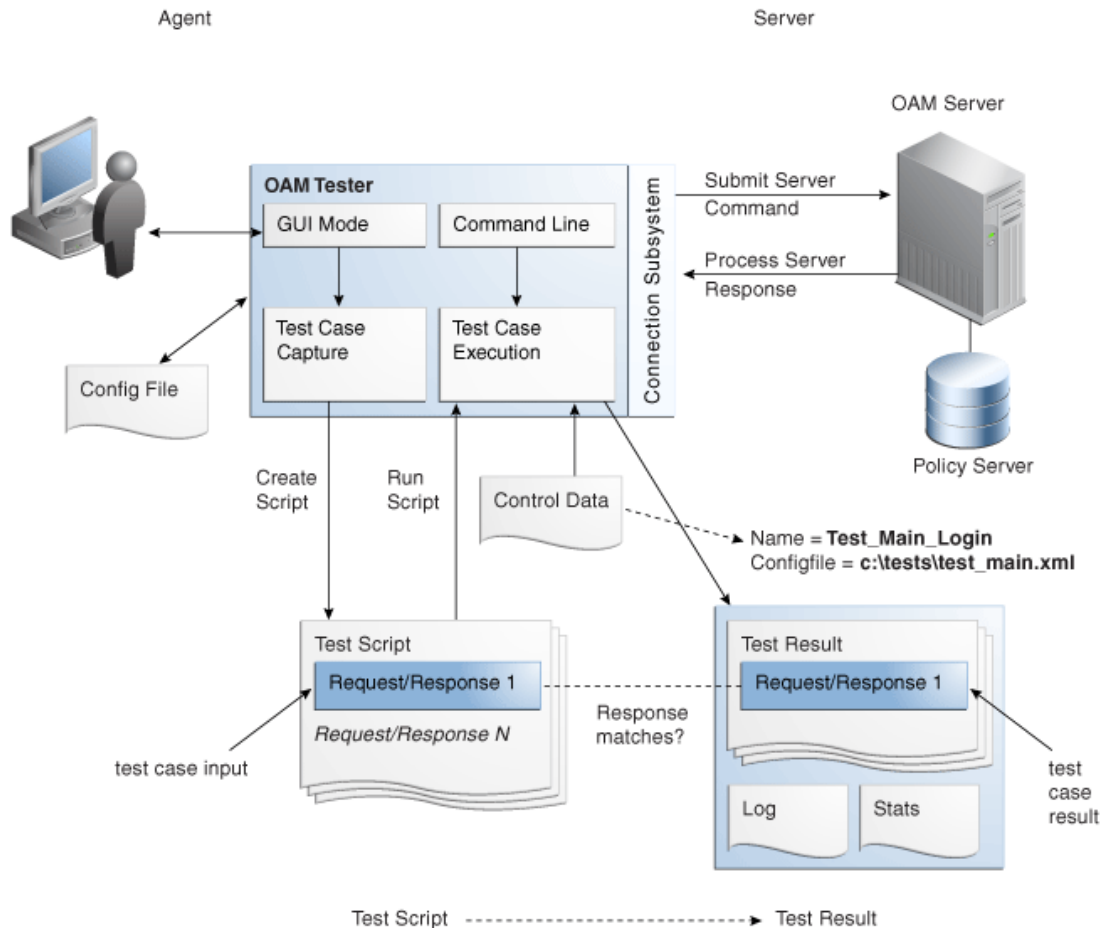 Agent
Server
OAM Server
OAM Tester
GUI Mode
Command Line
Connection Subsystem
Submit Server
Command
Process Server
Response
Test Case
Capture
Test Case
Execution
Config File
Policy Server
Create
Script
Run
Script
Control Data
Name = Test_Main_Login
Configfile = c:\tests\test_main.xml
Test Script
Request/Response 1
Request/Response N
test case input
Response
matches?
Test Result
Request/Response 1
Log
Stats
test
case
result
Test Script
Test Result